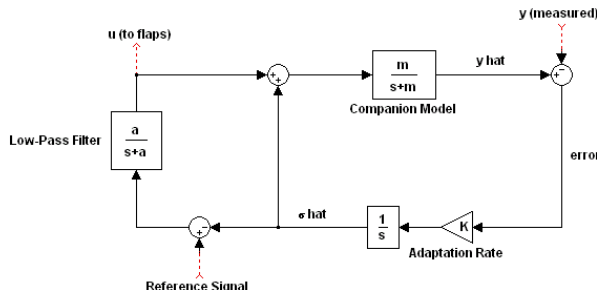 y (measured)
u (to flaps)
m
s+m
y hat
Companion Model
Low-Pass Filter
a
s+a
error
σ hat
1
s
K
Adaptation Rate
Reference Signal
+
+
+
-
+
-